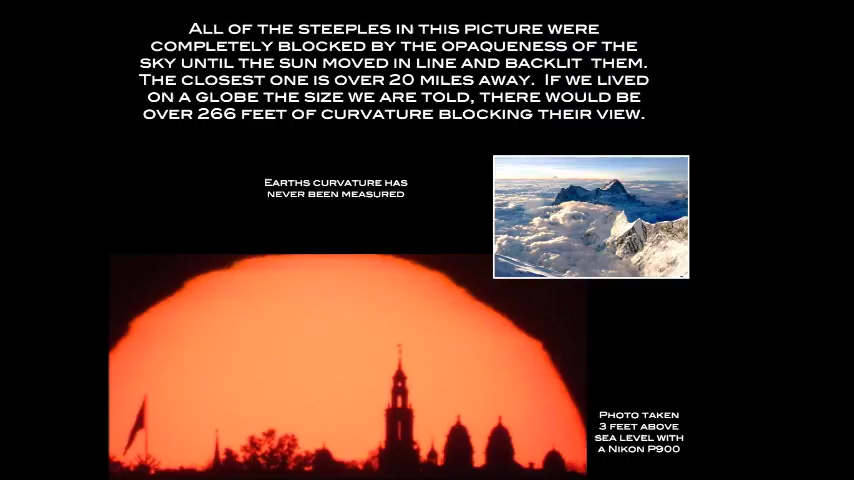 ALL OF THE STEEPLES IN THIS PICTURE WERE
COMPLETELY BLOCKED BY THE OPAQUENESS OF THE
SKY UNTIL THE SUN MOVED IN LINE AND BACKLIT THEM.
THE CLOSEST ONE IS OVER 20 MILES AWAY. IF WE LIVED
ON A GLOBE THE SIZE WE ARE TOLD, THERE WOULD BE
OVER 266 FEET OF CURVATURE BLOCKING THEIR VIEW.
EARTHS CURVATURE HAS
NEVER BEEN MEASURED
PHOTO TAKEN
3 FEET ABOVE
SEA LEVEL WITH
A NIKON P900